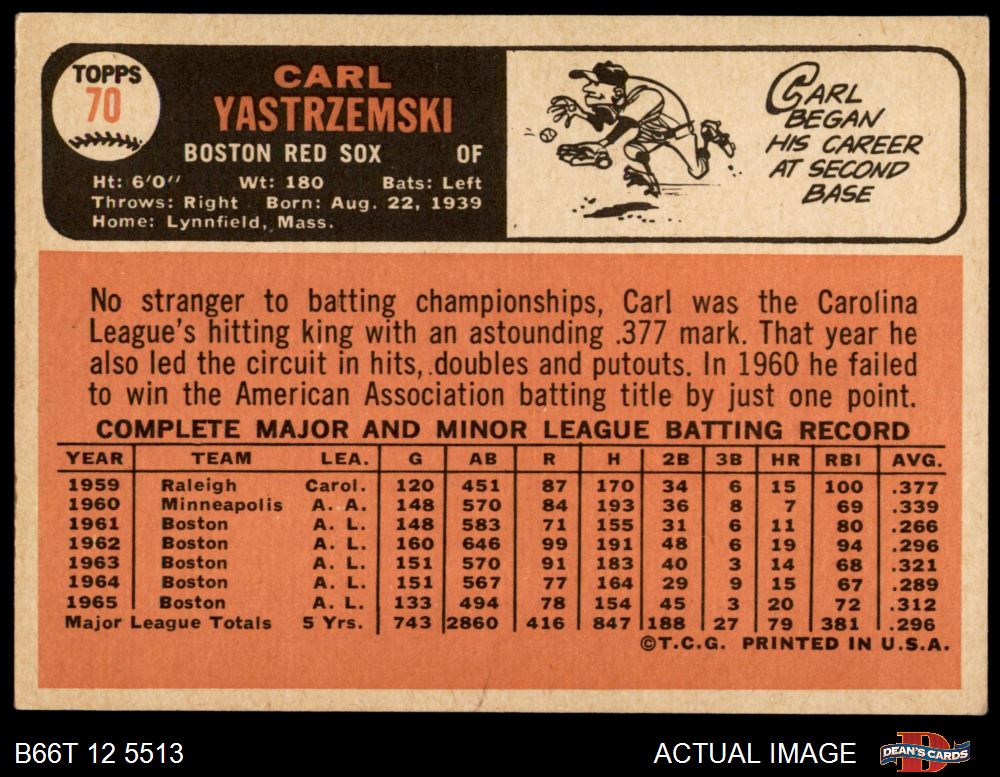 TOPPS
70
CARL
YASTRZEMSKI
BOSTON RED SOX OF
Ht: 6'0" Wt: 180 Bats: Left
Throws: Right Born: Aug. 22, 1939
Home: Lynnfield, Mass.
CARL
BEGAN
HIS CAREER
AT SECOND
BASE
No stranger to batting championships, Carl was the Carolina
League's hitting king with an astounding .377 mark. That year he
also led the circuit in hits, doubles and putouts. In 1960 he failed
to win the American Association batting title by just one point.
COMPLETE MAJOR AND MINOR LEAGUE BATTING RECORD
YEAR TEAM LEA. G AB R H 2B 3B HR RBI AVG.
1959 Raleigh Carol. 120 451 87 170 34 6 15 100 .377
1960 Minneapolis A. A. 148 570 84 193 36 8 7 69 .339
1961 Boston A. L. 148 583 71 155 31 6 11 80 .266
1962 Boston A. L. 160 646 99 191 48 6 19 94 .296
1963 Boston A. L. 151 570 91 183 40 3 14 68 .321
1964 Boston A. L. 151 567 77 164 29 9 15 67 .289
1965 Boston A. L. 133 494 78 154 45 3 20 72 .312
Major League Totals 5 Yrs. 743 2860 416 847 188 27 79 381 .296
©T.C.G. PRINTED IN U.S.A.
B66T 12 5513 ACTUAL IMAGE DEAN'S CARDS